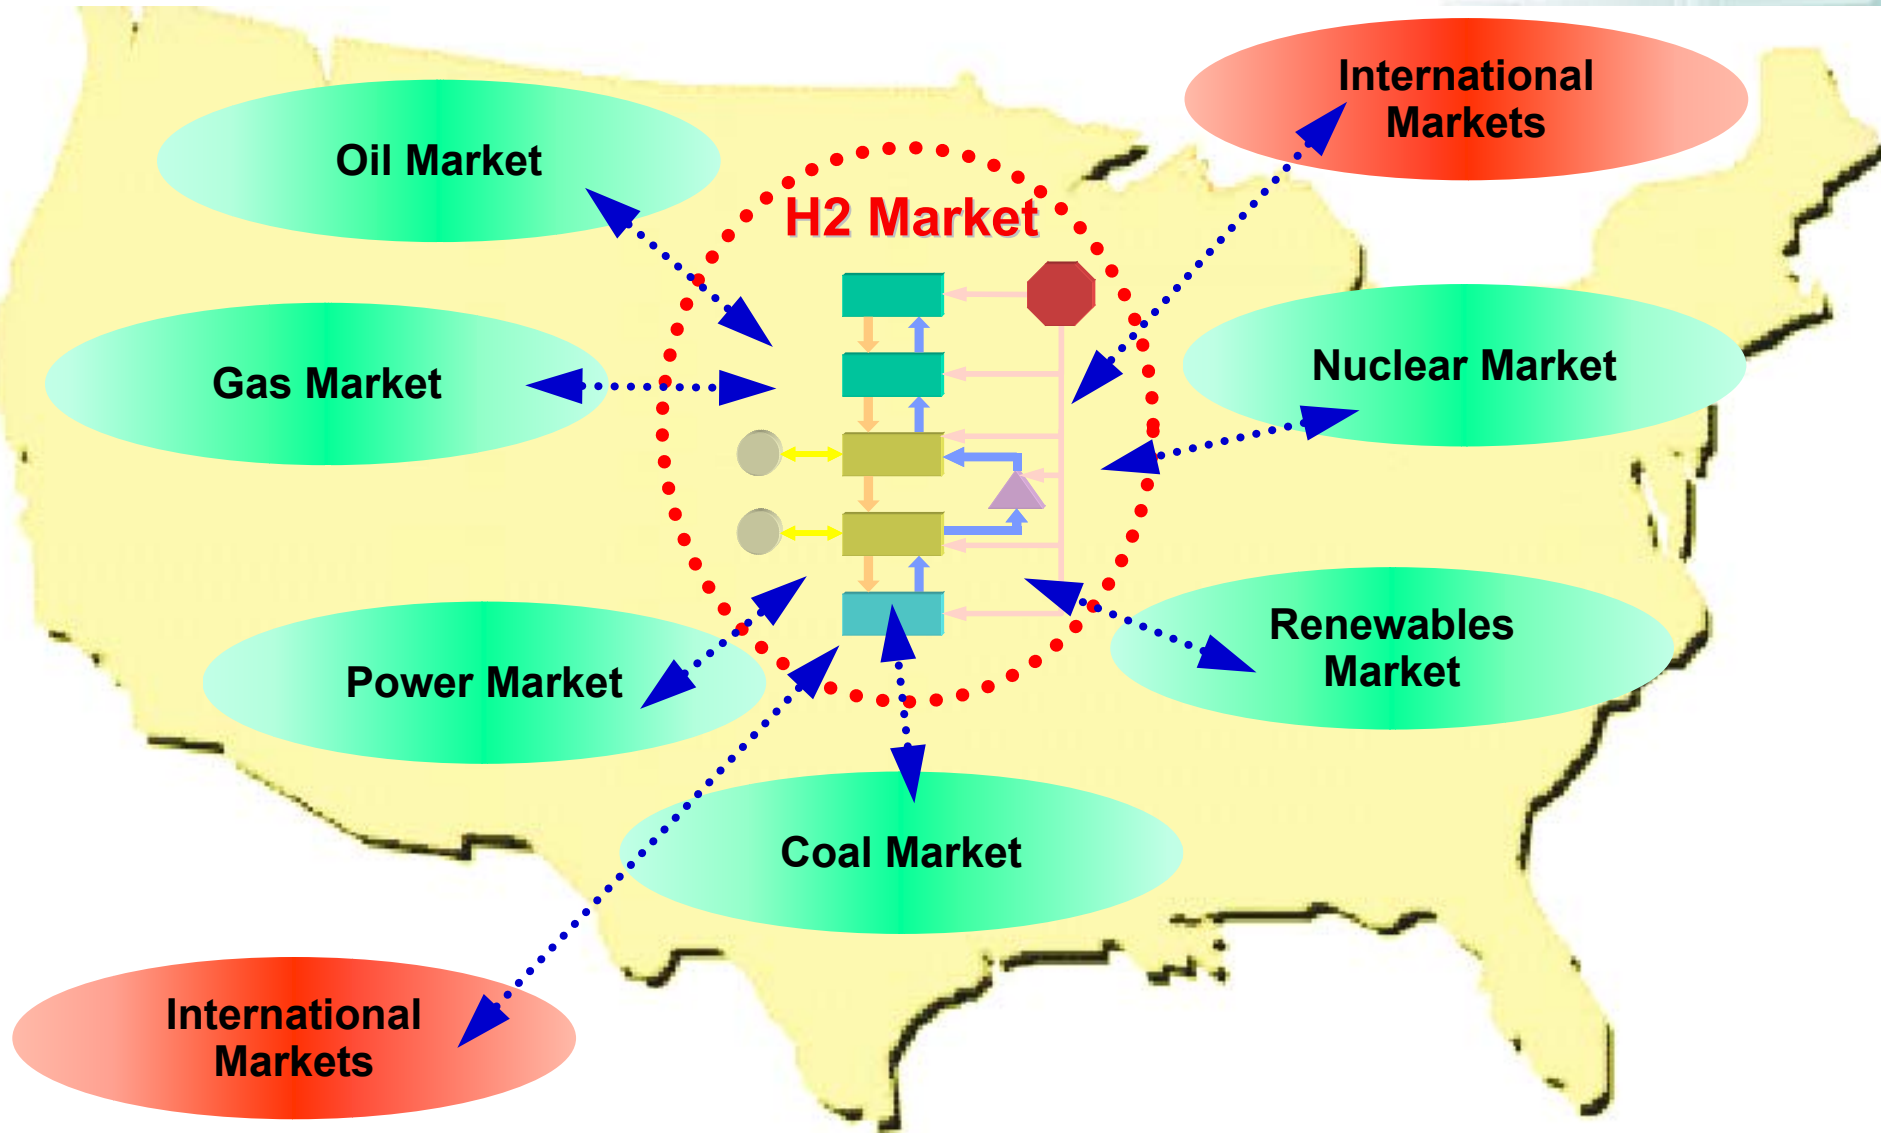 International
Markets
Oil Market
H2 Market
Gas Market
Nuclear Market
Power Market
Renewables
Market
Coal Market
International
Markets